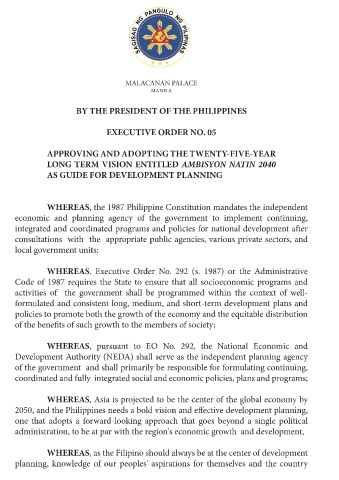 SAGISAG NG PANGULO NG PILIPINAS
MALACAÑAN PALACE
MANILA
BY THE PRESIDENT OF THE PHILIPPINES
EXECUTIVE ORDER NO. 05
APPROVING AND ADOPTING THE TWENTY-FIVE-YEAR
LONG TERM VISION ENTITLED AMBISYON NATIN 2040
AS GUIDE FOR DEVELOPMENT PLANNING
WHEREAS, the 1987 Philippine Constitution mandates the independent
economic and planning agency of the government to implement continuing,
integrated and coordinated programs and policies for national development after
consultations with the appropriate public agencies, various private sectors, and
local government units;
WHEREAS. Executive Order No. 292 (s. 1987) or the Administrative
Code of 1987 requires the State to ensure that all socioeconomic programs and
activities of the government shall be programmed within the context of well-
formulated and consistent long, medium, and short-term development plans and
policies to promote both the growth of the economy and the equitable distribution
of the benefits of such growth to the members of society;
WHEREAS, pursuant to EO No. 292, the National Economic and
Development Authority (NEDA) shall serve as the independent planning agency
of the government and shall primarily be responsible for formulating continuing,
coordinated and fully integrated social and economic policies, plans and programs;
WHEREAS, Asia is projected to be the center of the global economy by
2050, and the Philippines needs a bold vision and effective development planning,
one that adopts a forward-looking approach that goes beyond a single political
administration, to be at par with the region's economic growth and development,
WHEREAS, as the Filipino should always be at the center of development
planning, knowledge of our peoples' aspirations for themselves and the country